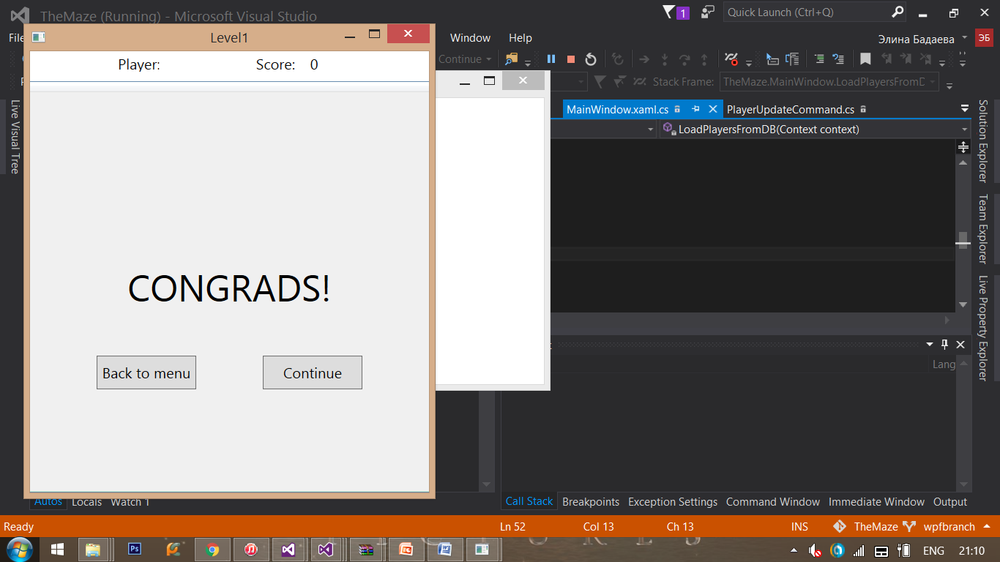 TheMaze (Running) - Microsoft Visual Studio
1
Quick Launch (Ctrl+Q)
File
Window
Help
Элина Бадаева
ЭБ
Level1
Continue
Player:
Score:
0
Stack Frame:
TheMaze.MainWindow.LoadPlayersFromD
MainWindow.xaml.cs
PlayerUpdateCommand.cs
LoadPlayersFromDB(Context context)
Live Visual Tree
Solution Explorer
Team Explorer
Live Property Explorer
CONGRADS!
Back to menu
Continue
Lang
Autos
Locals
Watch 1
Call Stack
Breakpoints
Exception Settings
Command Window
Immediate Window
Output
Ready
Ln 52
Col 13
Ch 13
INS
TheMaze
wpfbranch
Ps
ENG
21:10